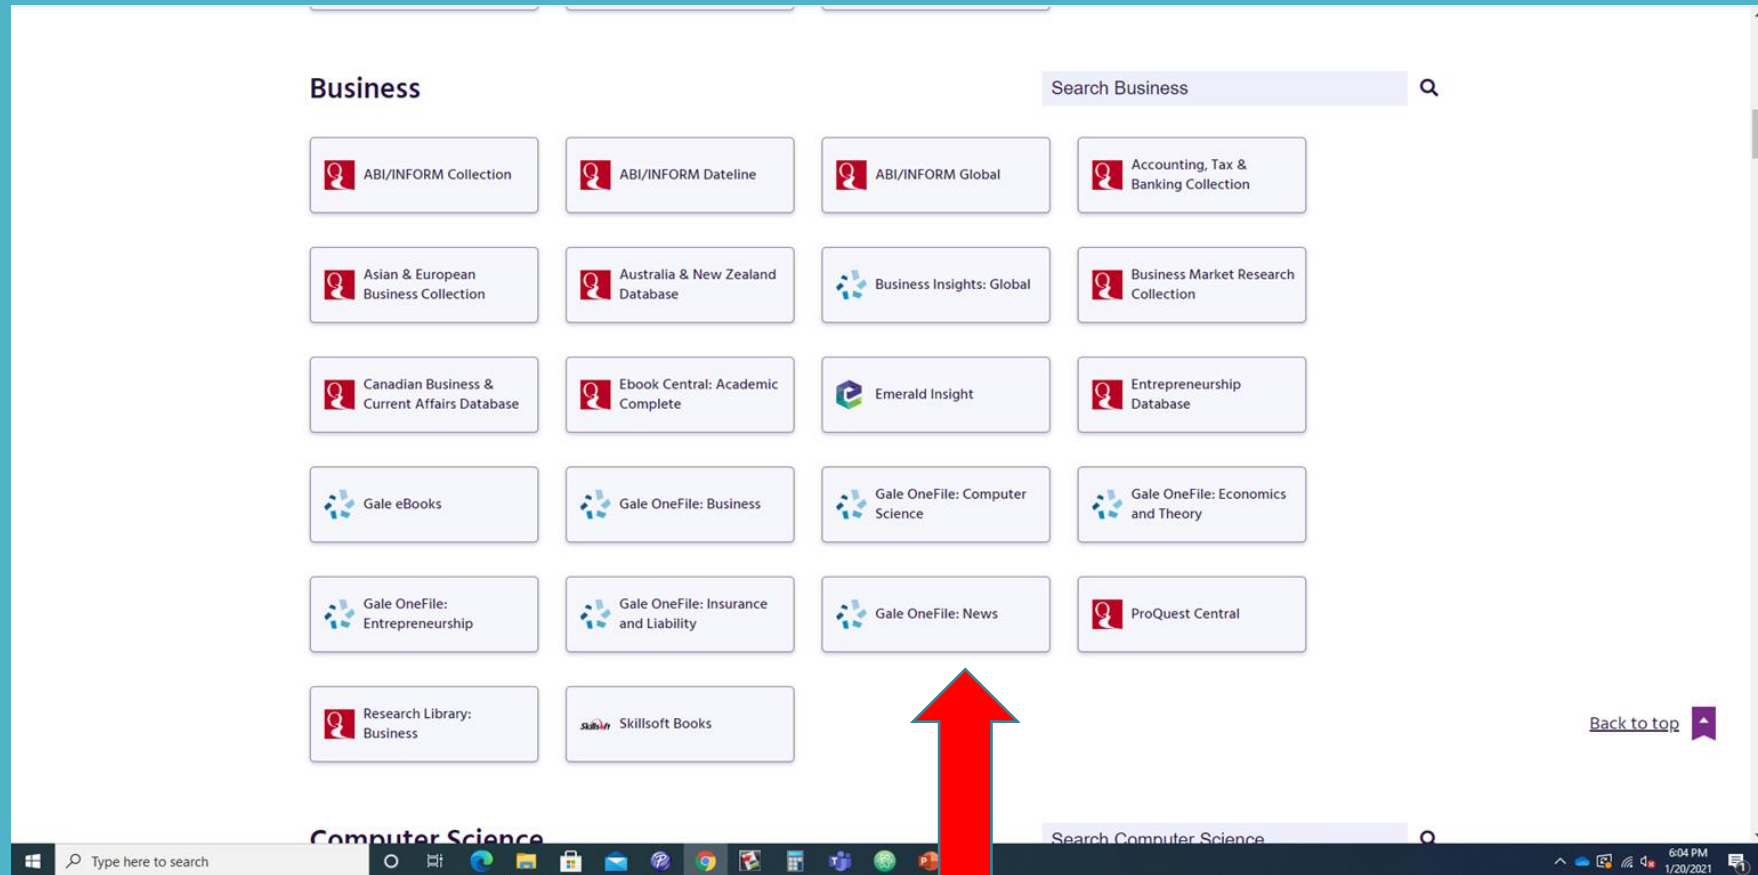 Business
Search Business
ABI/INFORM Collection
ABI/INFORM Dateline
ABI/INFORM Global
Accounting, Tax &
Banking Collection
Asian & European
Business Collection
Australia & New Zealand
Database
Business Insights: Global
Business Market Research
Collection
Canadian Business &
Current Affairs Database
Ebook Central: Academic
Complete
Emerald Insight
Entrepreneurship
Database
Gale eBooks
Gale OneFile: Business
Gale OneFile: Computer
Science
Gale OneFile: Economics
and Theory
Gale OneFile:
Entrepreneurship
Gale OneFile: Insurance
and Liability
Gale OneFile: News
ProQuest Central
Research Library:
Business
Skillsoft
Skillsoft Books
Back to top
Computer Science
Search Computer Science
Type here to search
6:04 PM
1/20/2021